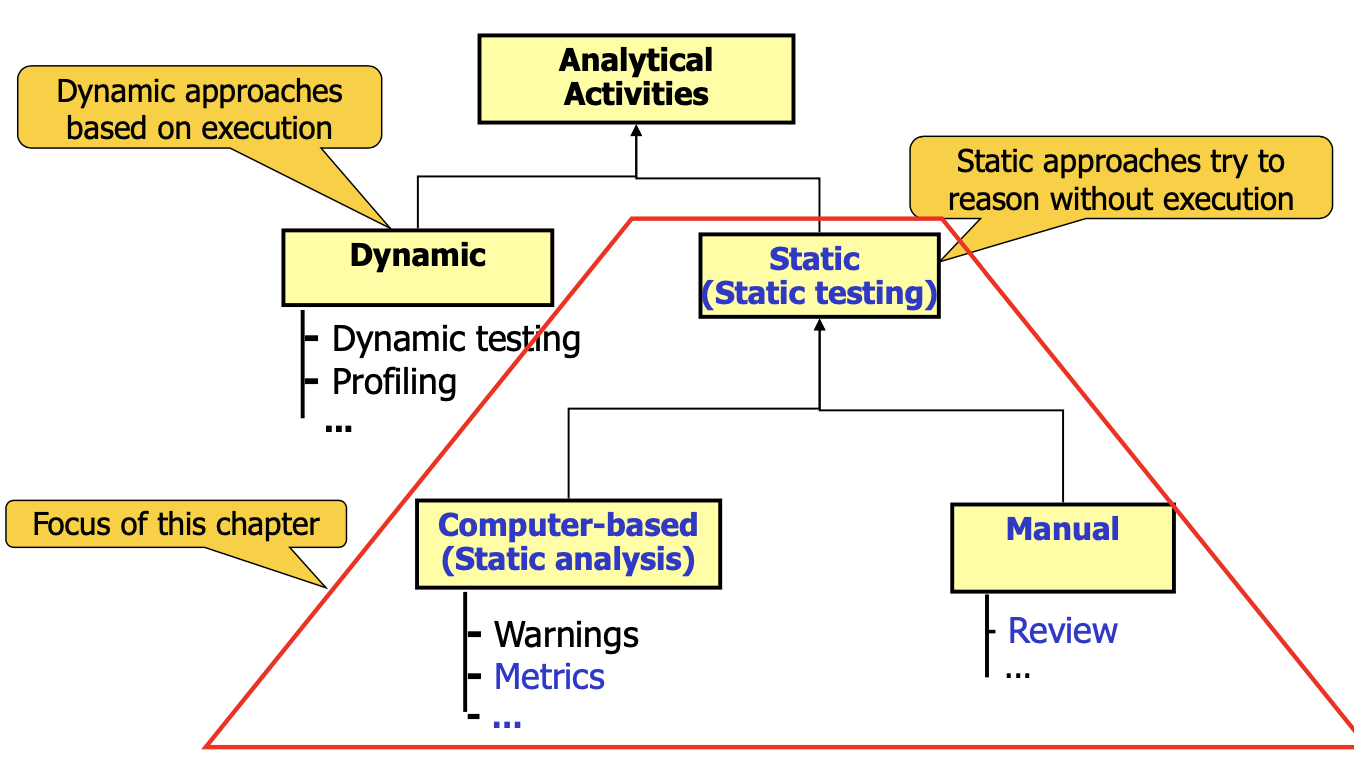 Analytical
Activities
Dynamic approaches
based on execution
Static approaches try to
reason without execution
Dynamic
Static
(Static testing)
- Dynamic testing
- Profiling
...
Focus of this chapter
Computer-based
(Static analysis)
Manual
- Warnings
- Metrics
- ...
- Review
...